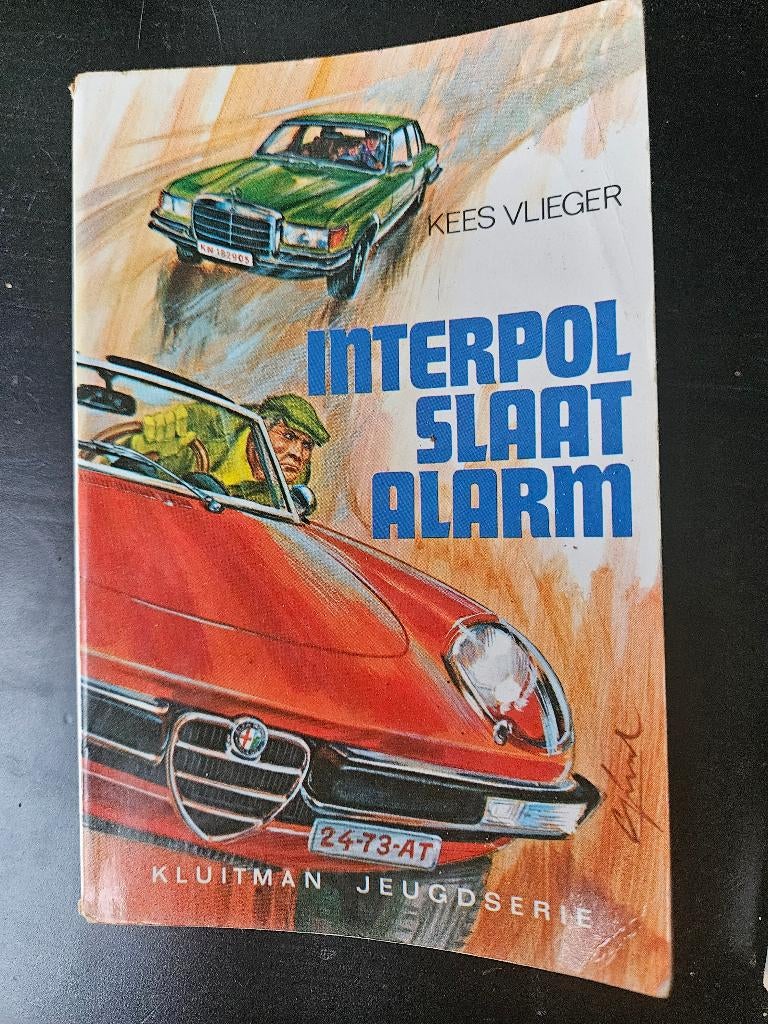 KN-182905
KEES VLIEGER
INTERPOL
SLAAT
ALARM
24-73-AT
KLUITMAN JEUGDSERIE